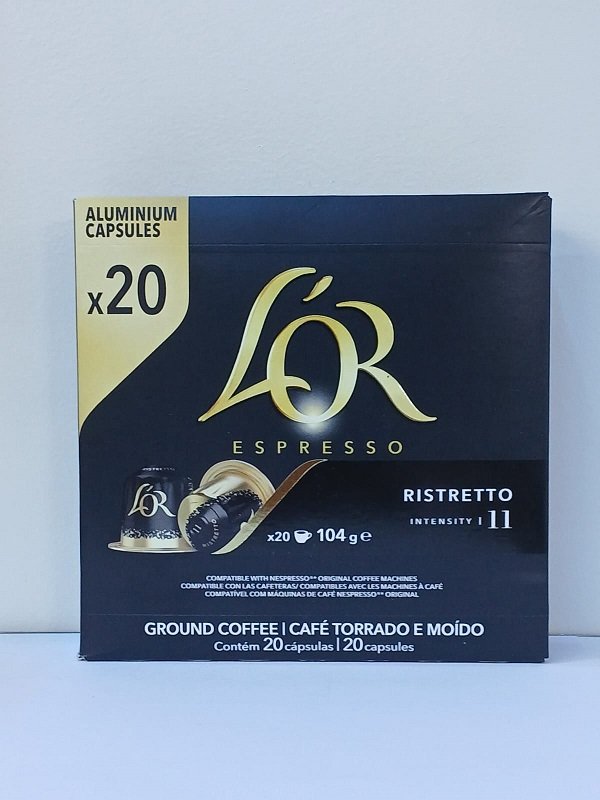 ALUMINIUM
CAPSULES
x20
L'OR
ESPRESSO
L'OR
RISTRETTO
11
RISTRETTO
INTENSITY | 11
x20 104 g e
COMPATIBLE WITH NESPRESSO®* ORIGINAL COFFEE MACHINES
COMPATIBLE CON LAS CAFETERAS/ COMPATIBLES AVEC LES MACHINES À CAFÉ
COMPATÍVEL COM MÁQUINAS DE CAFÉ NESPRESSO®* ORIGINAL
GROUND COFFEE | CAFÉ TORRADO E MOÍDO
Contém 20 cápsulas | 20 capsules